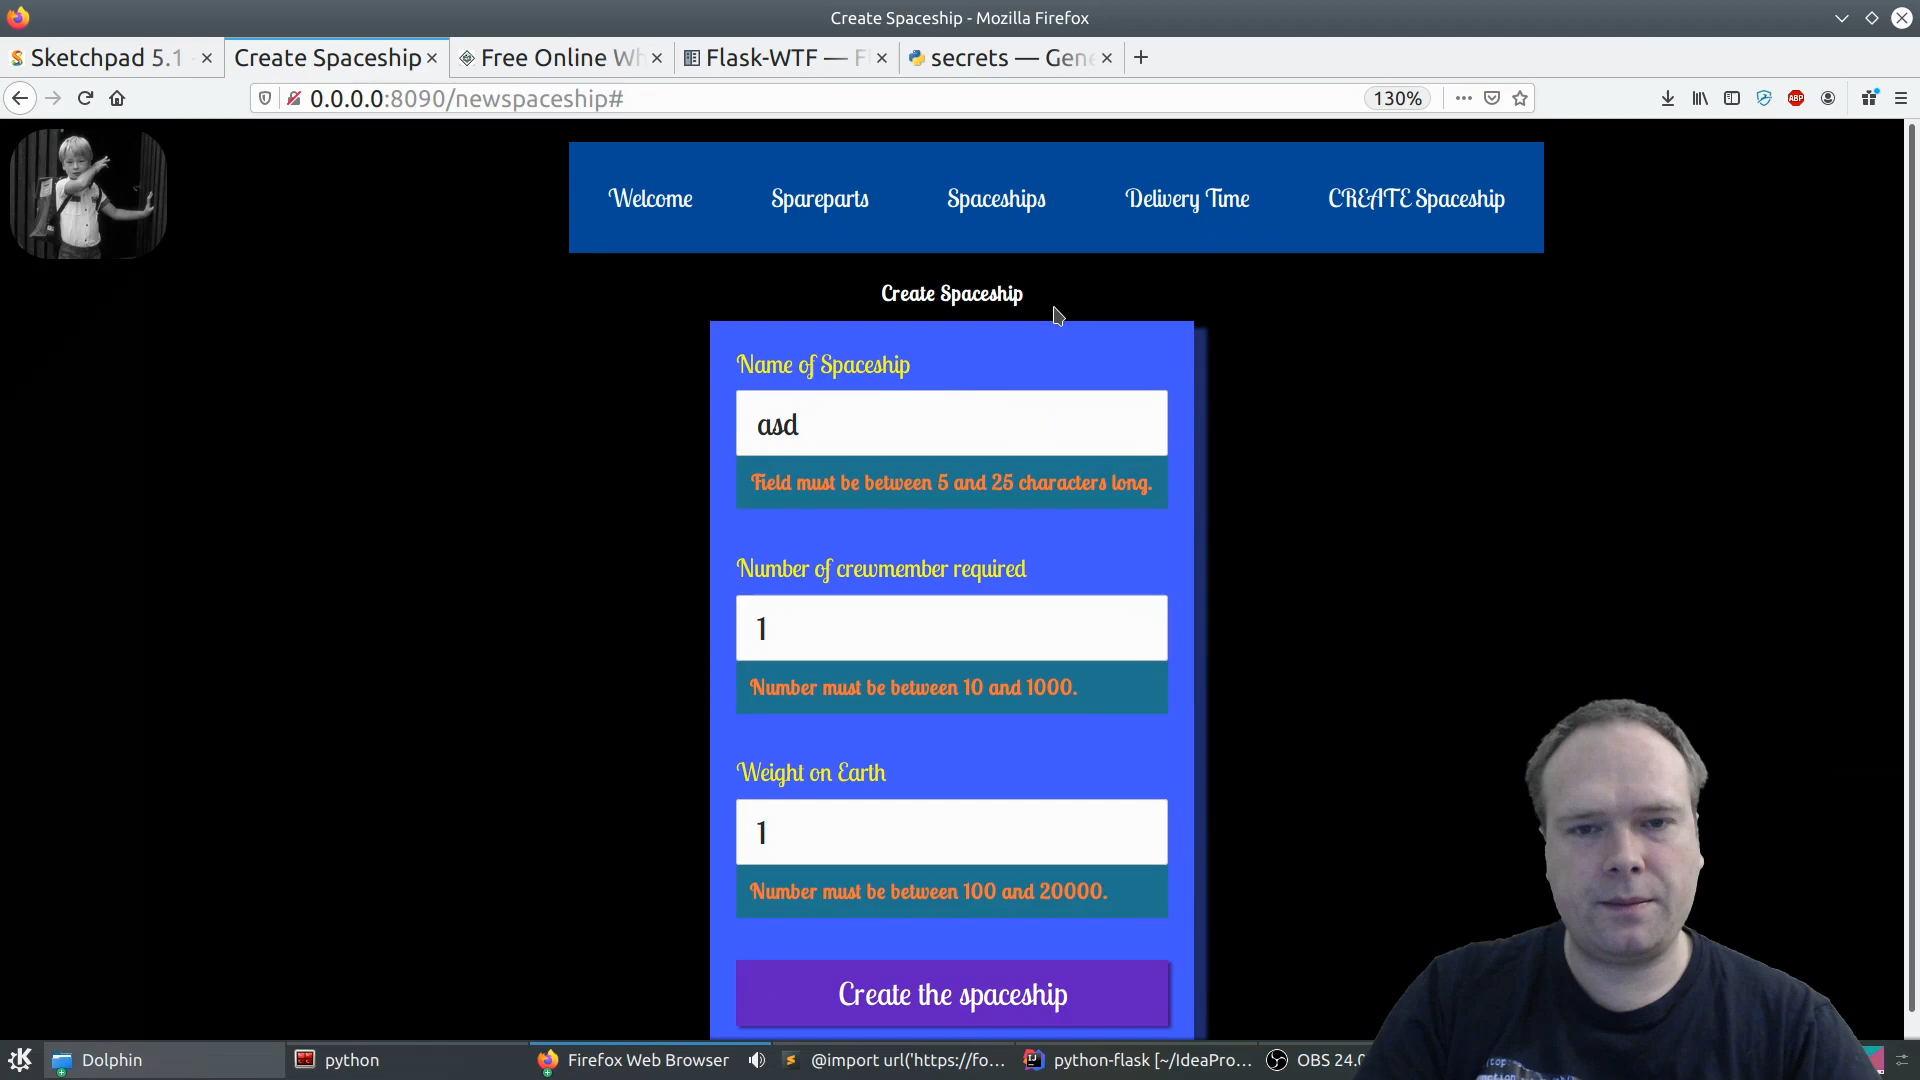 Create Spaceship - Mozilla Firefox
Sketchpad 5.1
Create Spaceship
Free Online Wh
Flask-WTF — Fl
secrets — Gene
0.0.0.0:8090/newspaceship#
130%
ABP
Welcome
Spareparts
Spaceships
Delivery Time
CREATE Spaceship
Create Spaceship
Name of Spaceship
asd
Field must be between 5 and 25 characters long.
Number of crewmember required
1
Number must be between 10 and 1000.
Weight on Earth
1
Number must be between 100 and 20000.
Create the spaceship
Dolphin
python
Firefox Web Browser
@import url('https://fo...
python-flask [~/IdeaPro...
OBS 24.0